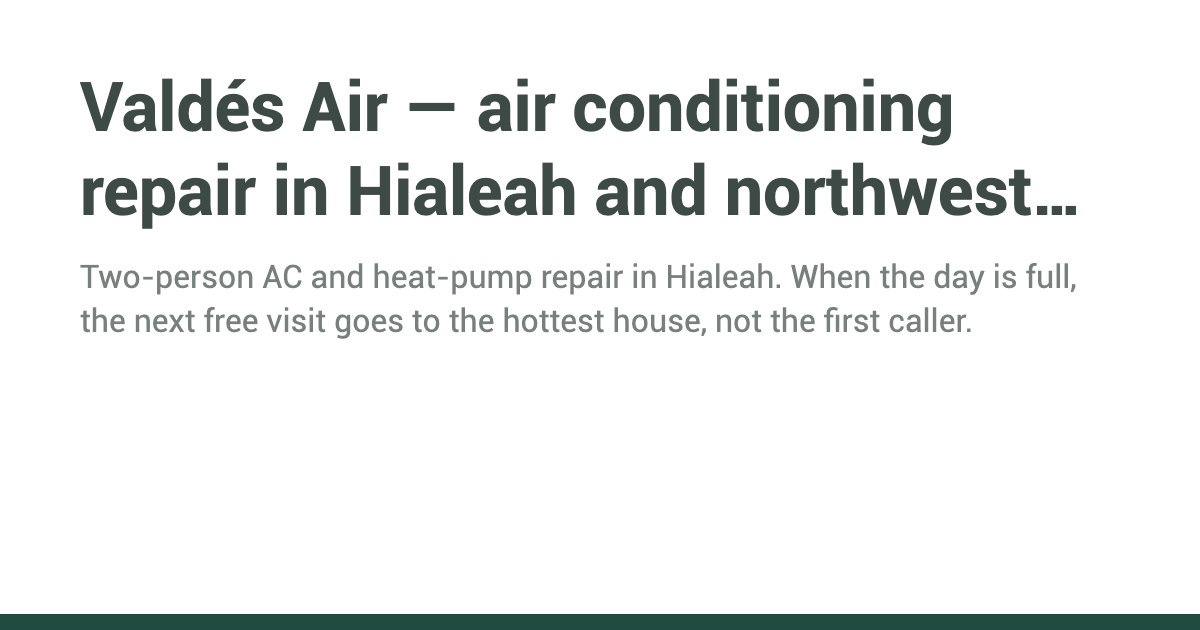 Valdés Air — air conditioning
repair in Hialeah and northwest…
Two-person AC and heat-pump repair in Hialeah. When the day is full,
the next free visit goes to the hottest house, not the first caller.